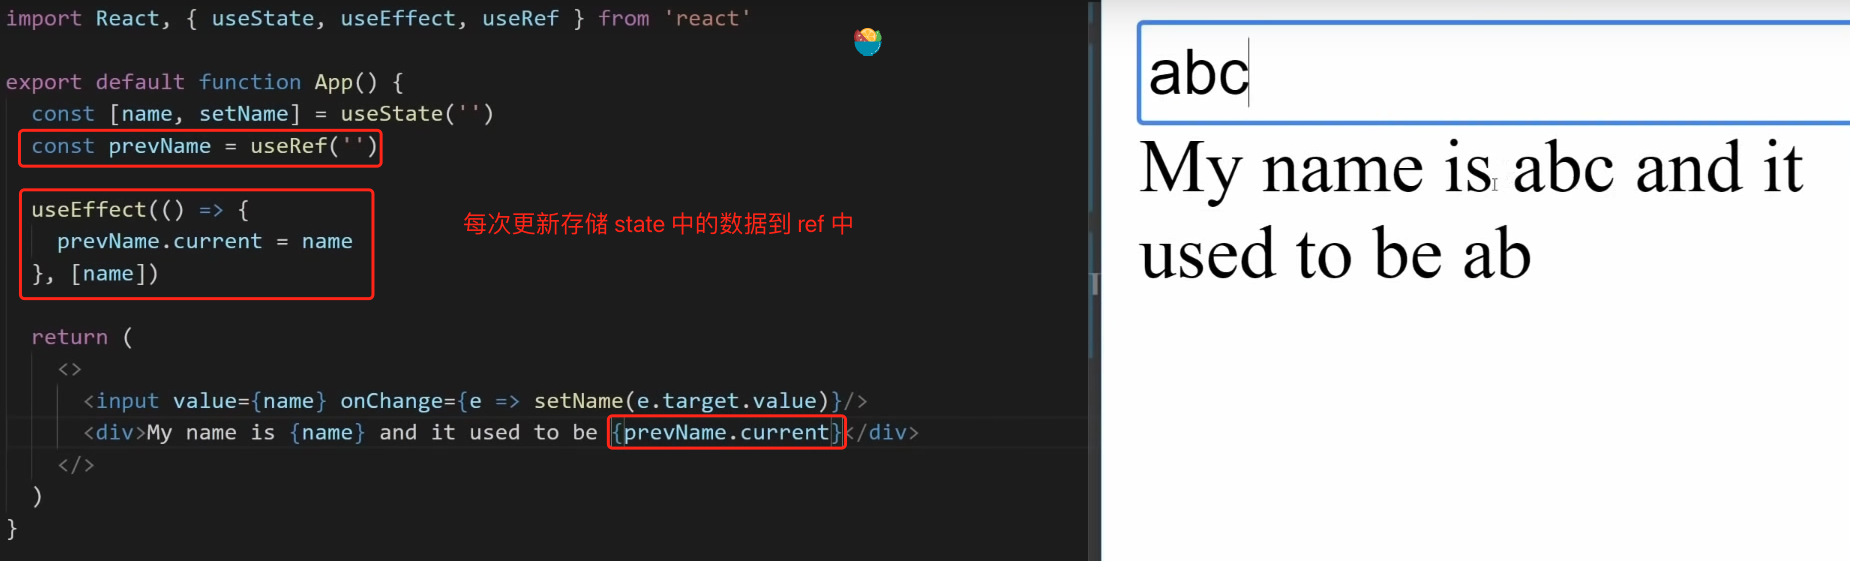 import React, { useState, useEffect, useRef } from 'react'
export default function App() {
const [name, setName] = useState('')
const prevName = useRef('')
useEffect(() => {
prevName.current = name
}, [name])
每次更新存储 state 中的数据到 ref 中
return (
<>
<input value={name} onChange={e => setName(e.target.value)}/>
<div>My name is {name} and it used to be {prevName.current}</div>
</>
)
}
abc
My name is abc and it
used to be ab